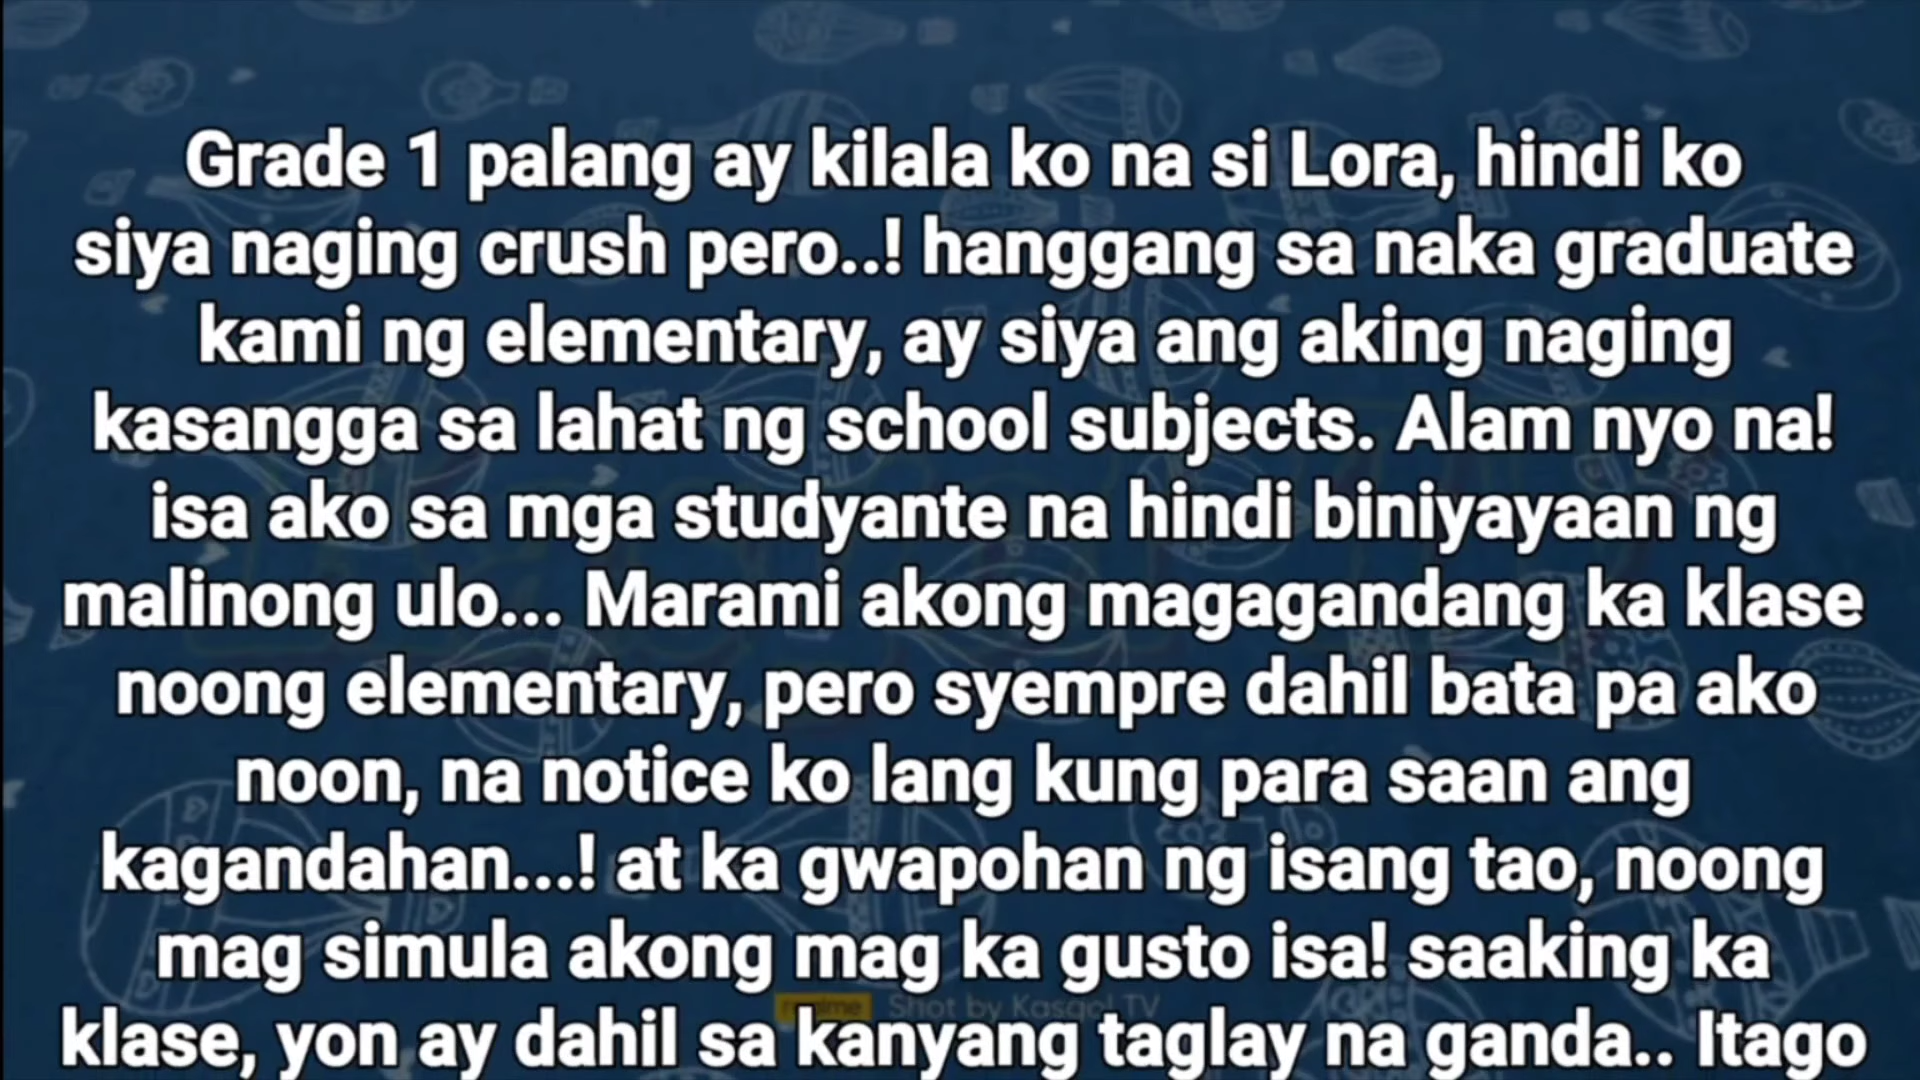 Grade 1 palang ay kilala ko na si Lora, hindi ko
siya naging crush pero..! hanggang sa naka graduate
kami ng elementary, ay siya ang aking naging
kasangga sa lahat ng school subjects. Alam nyo na!
isa ako sa mga studyante na hindi biniyayaan ng
malinong ulo... Marami akong magagandang ka klase
noong elementary, pero syempre dahil bata pa ako
noon, na notice ko lang kung para saan ang
kagandahan...! at ka gwapohan ng isang tao, noong
mag simula akong mag ka gusto isa! saaking ka
realme Shot by Kasgol TV
klase, yon ay dahil sa kanyang taglay na ganda.. Itago